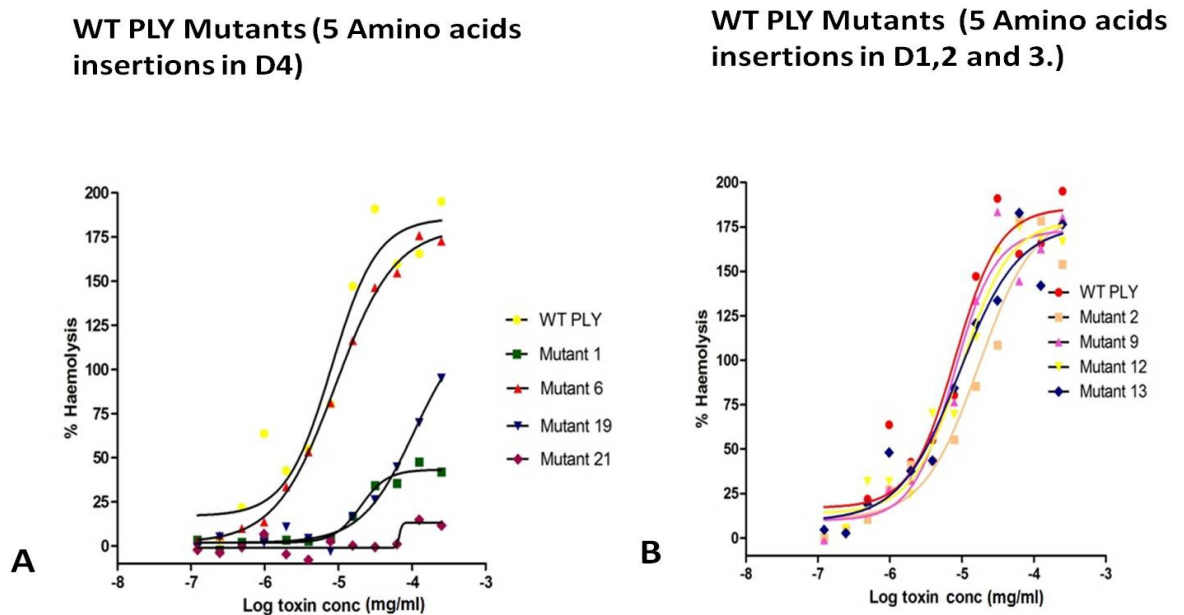 WT PLY Mutants (5 Amino acids
insertions in D4)
200
175
150
125
100
75
50
25
0
% Haemolysis
-8
-7
-6
-5
-4
-3
Log toxin conc (mg/ml)
WT PLY
Mutant 1
Mutant 6
Mutant 19
Mutant 21
A
WT PLY Mutants (5 Amino acids
insertions in D1,2 and 3.)
200
175
150
125
100
75
50
25
0
% Haemolysis
-8
-7
-6
-5
-4
-3
Log toxin conc (mg/ml)
WT PLY
Mutant 2
Mutant 9
Mutant 12
Mutant 13
B